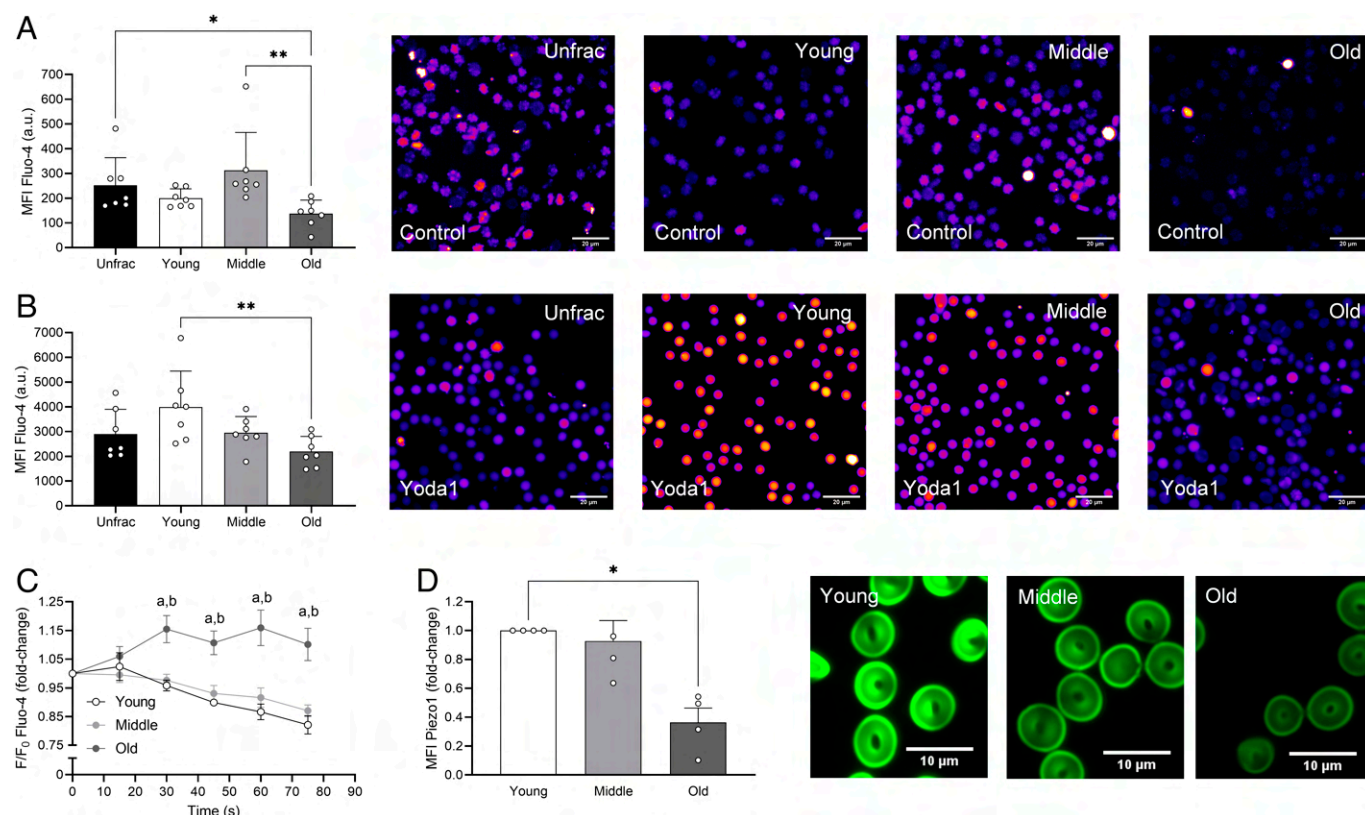 A
*
**
MFI Fluo-4 (a.u.)
700
600
500
400
300
200
100
0
Unfrac Young Middle Old
Unfrac
Control
20 µm
Young
Control
20 µm
Middle
Control
20 µm
Old
Control
20 µm
B
**
MFI Fluo-4 (a.u.)
7000
6000
5000
4000
3000
2000
1000
0
Unfrac Young Middle Old
Unfrac
Yoda1
20 µm
Young
Yoda1
20 µm
Middle
Yoda1
20 µm
Old
Yoda1
20 µm
C
F/F0 Fluo-4 (fold-change)
1.25
1.15
1.05
0.95
0.85
0.75
0
a,b
a,b
a,b
a,b
Young
Middle
Old
0 10 20 30 40 50 60 70 80 90
Time (s)
D
*
MFI Piezo1 (fold-change)
1.2
1.0
0.8
0.6
0.4
0.2
0.0
Young Middle Old
Young
10 µm
Middle
10 µm
Old
10 µm